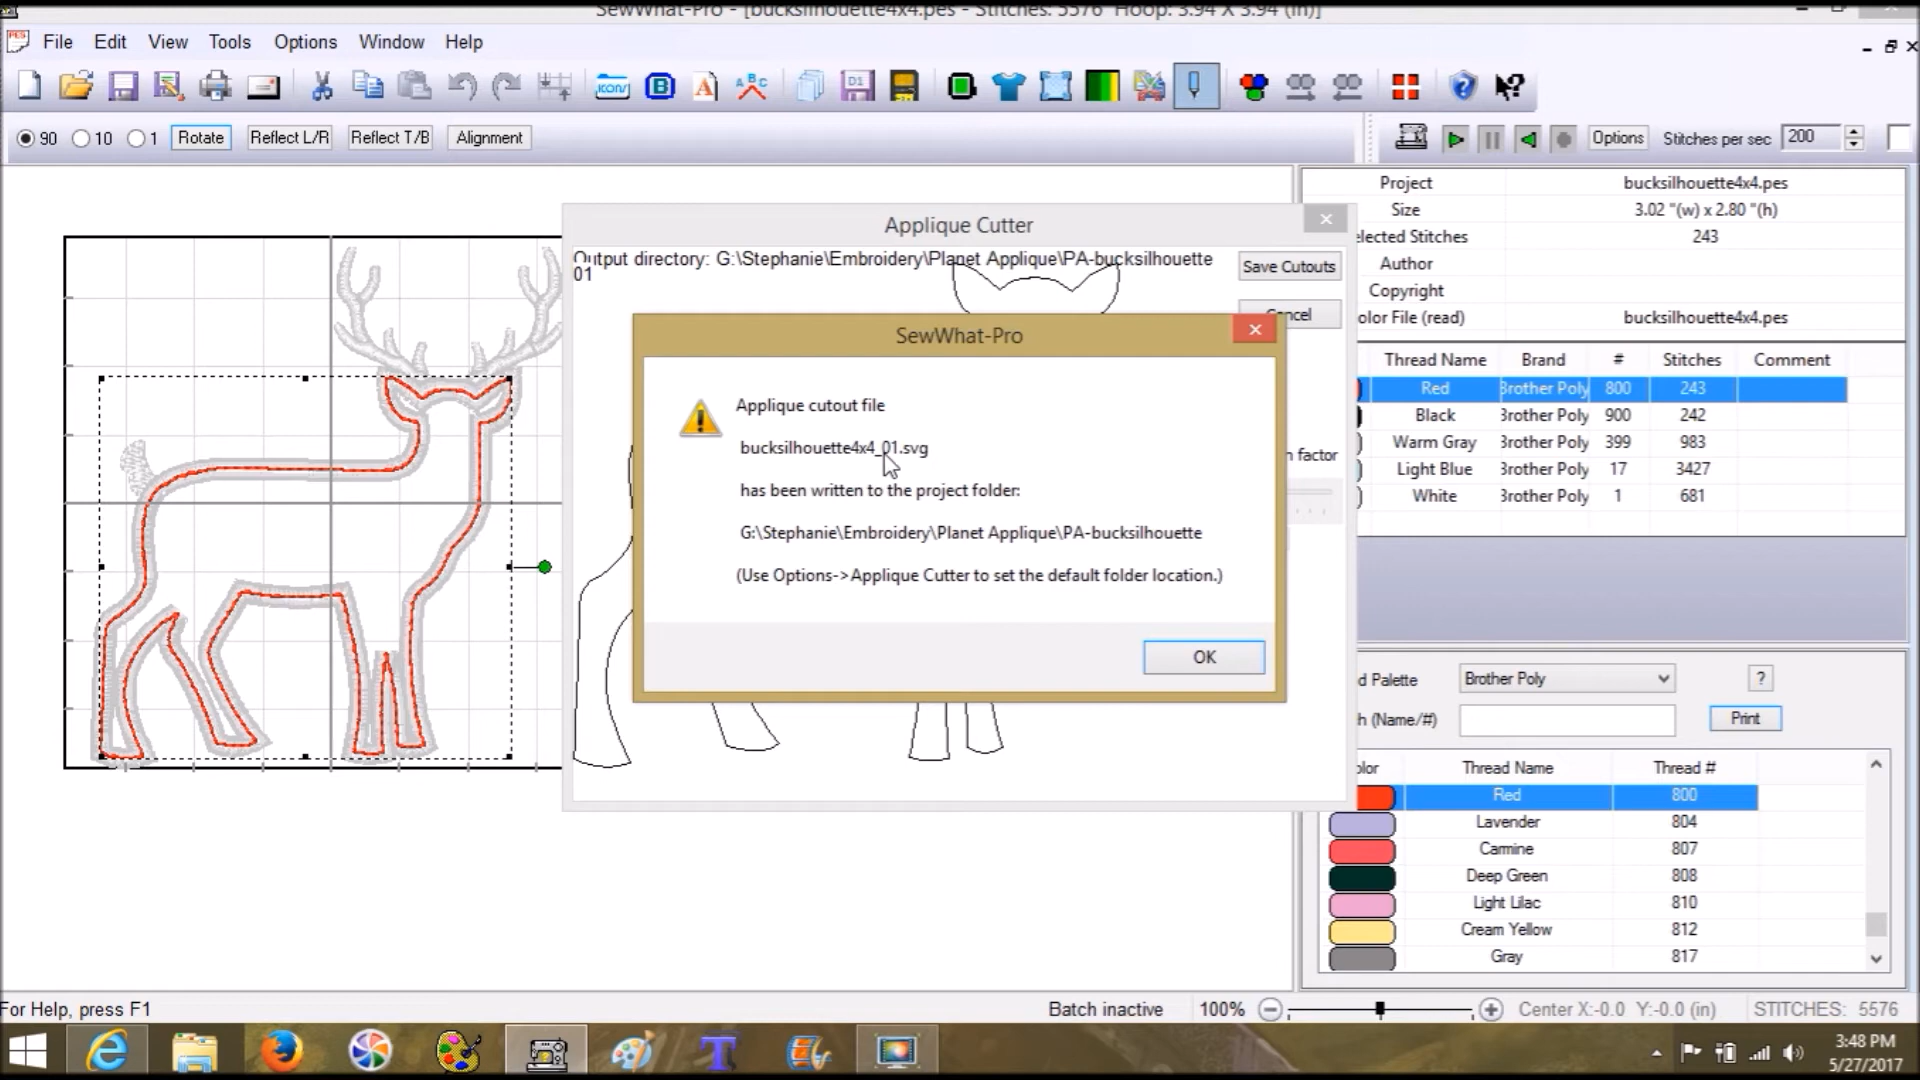 SewWhat-Pro - [bucksilhouette4x4.pes - Stitches: 5576 Hoop: 3.94 X 3.94 (in)]
File Edit View Tools Options Window Help
90 10 1 Rotate Reflect L/R Reflect T/B Alignment
Options Stitches per sec 200
Project bucksilhouette4x4.pes
Size 3.02 "(w) x 2.80 "(h)
elected Stitches 243
Author
Copyright
olor File (read) bucksilhouette4x4.pes
Thread Name Brand # Stitches Comment
Red Brother Poly 800 243
Black Brother Poly 900 242
Warm Gray Brother Poly 399 983
Light Blue Brother Poly 17 3427
White Brother Poly 1 681
Applique Cutter
Output directory: G:\Stephanie\Embroidery\Planet Applique\PA-bucksilhouette
01
Save Cutouts
Cancel
n factor
SewWhat-Pro
Applique cutout file
bucksilhouette4x4_01.svg
has been written to the project folder:
G:\Stephanie\Embroidery\Planet Applique\PA-bucksilhouette
(Use Options->Applique Cutter to set the default folder location.)
OK
d Palette Brother Poly ?
h (Name/#) Print
olor Thread Name Thread #
Red 800
Lavender 804
Carmine 807
Deep Green 808
Light Lilac 810
Cream Yellow 812
Gray 817
For Help, press F1
Batch inactive 100% Center X:-0.0 Y:-0.0 (in) STITCHES: 5576
3:48 PM
5/27/2017